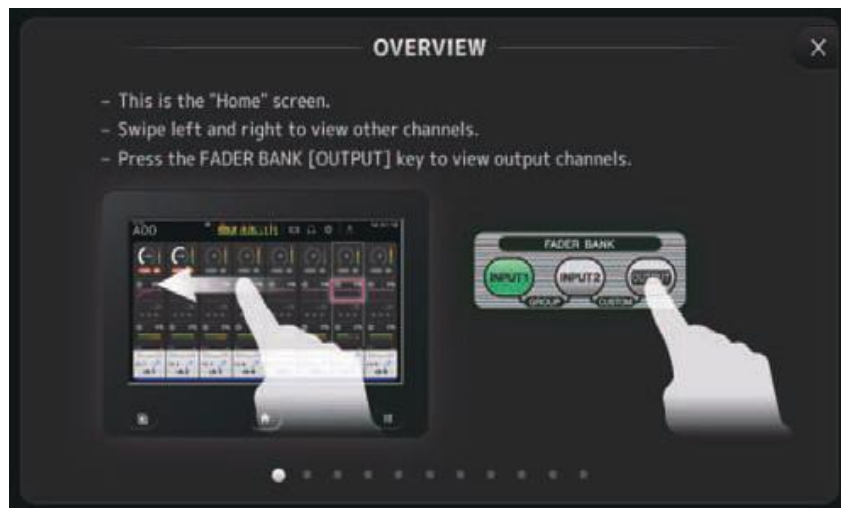 OVERVIEW
- This is the "Home" screen.
- Swipe left and right to view other channels.
- Press the FADER BANK [OUTPUT] key to view output channels.
FADER BANK
INPUT1 INPUT2 OUTPUT
GROUP CUSTOM